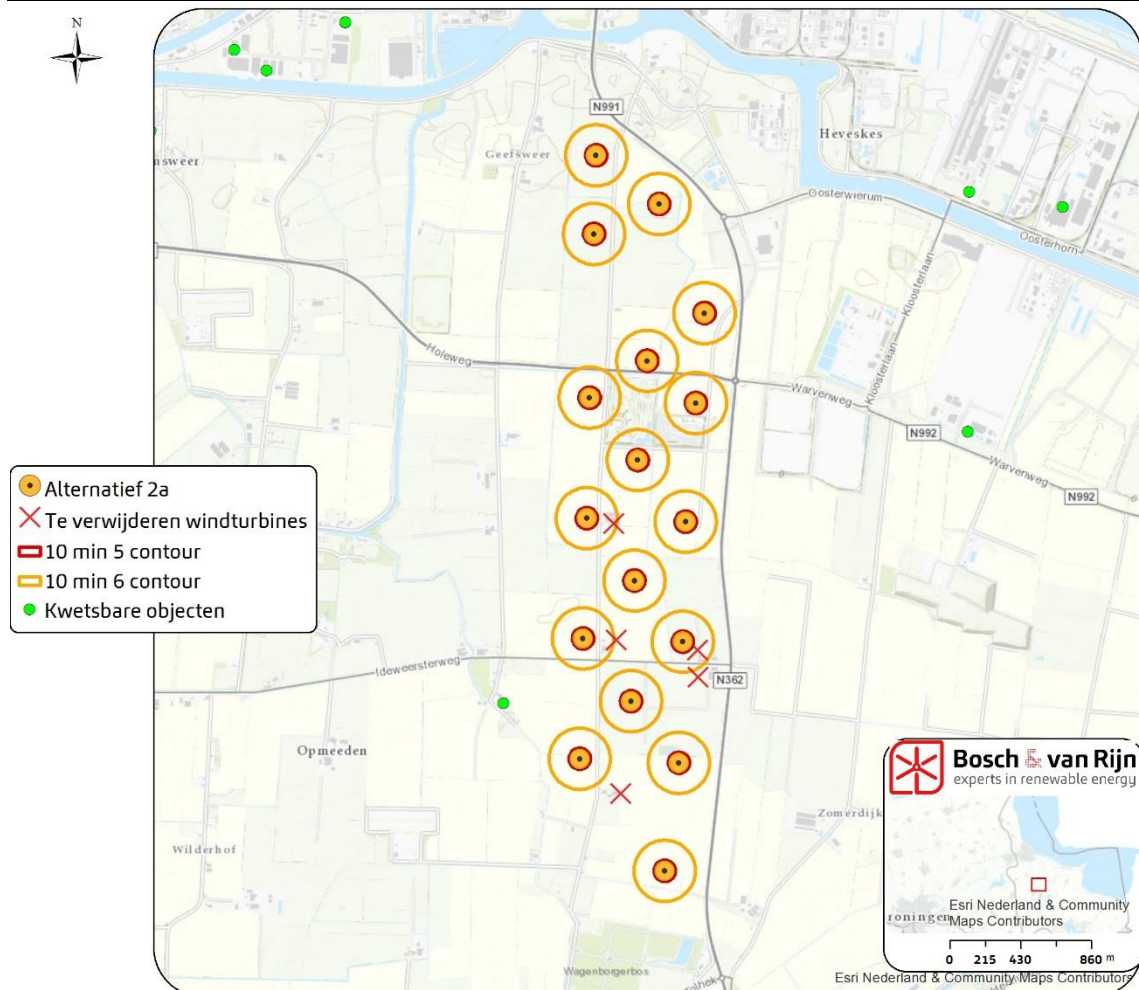 N
N991
Heveskes
Geefsweer
Oosterwierum
Oosterhorn
Kloosterlaan
Kloosterlaan
Holeweg
Warvenweg
N992
Warvenweg
N992
Alternatief 2a
Te verwijderen windturbines
10 min 5 contour
10 min 6 contour
Kwetsbare objecten
Ideweersterweg
N362
Opmeeden
Zomerdijk
Wilderhof
Wagenborgerbos
Bosch & van Rijn
experts in renewable energy
Esri Nederland & Community
Maps Contributors
0 215 430 860 m
Esri Nederland & Community Maps Contributors